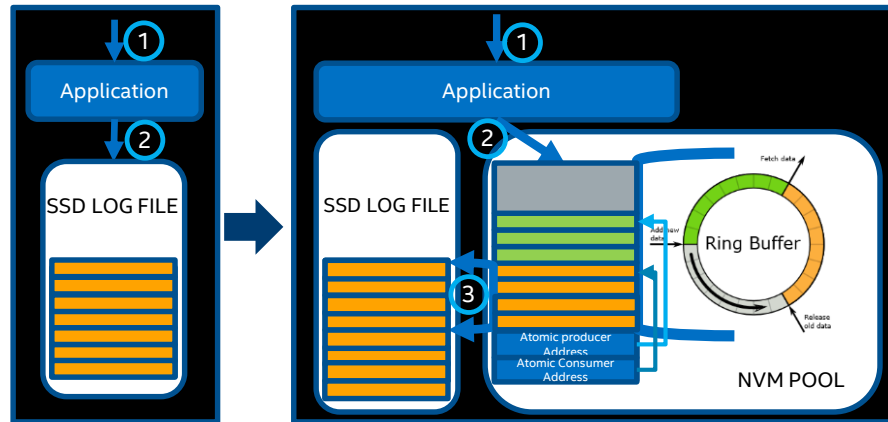 1
Application
2
SSD LOG FILE
1
Application
2
SSD LOG FILE
3
Atomic producer
Address
Atomic Consumer
Address
Fetch data
Add new
data
Ring Buffer
Release
old data
NVM POOL